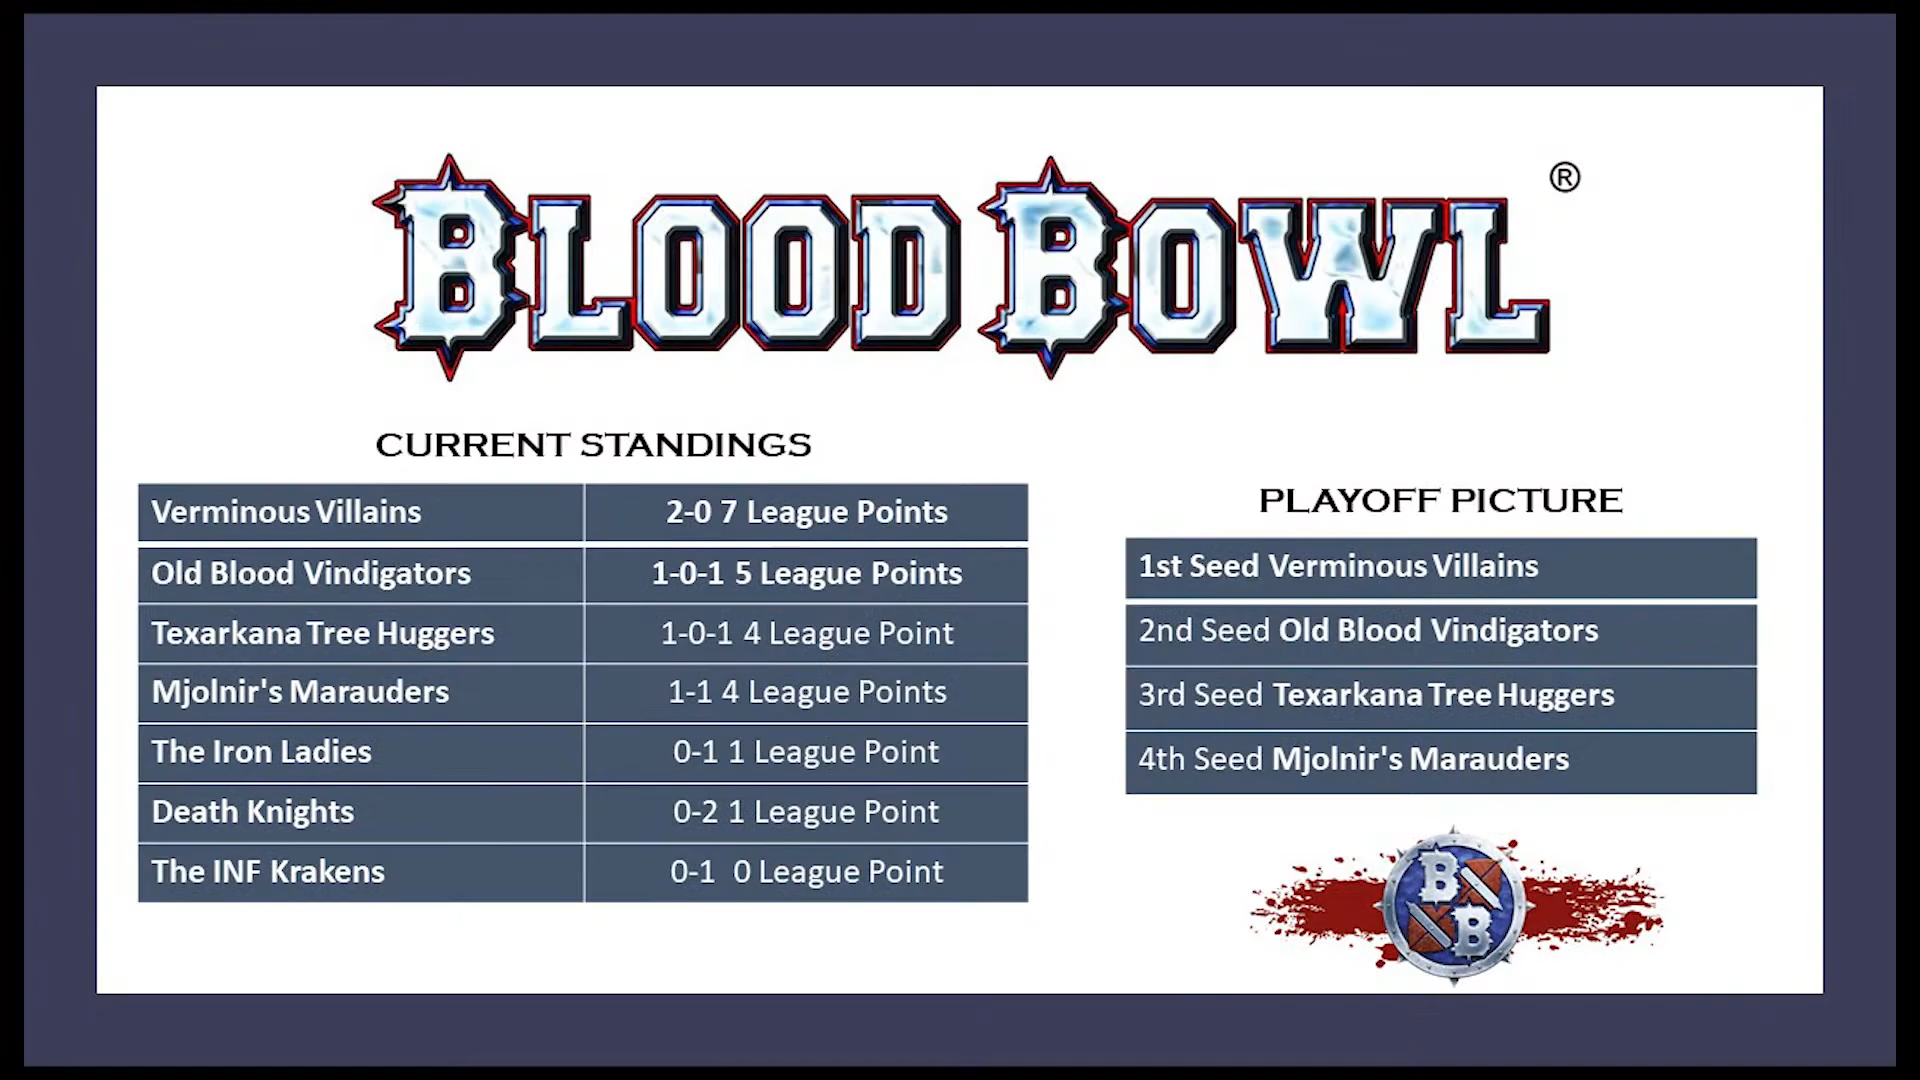 BLOOD BOWL ®
CURRENT STANDINGS
Verminous Villains 2-0 7 League Points
Old Blood Vindigators 1-0-1 5 League Points
Texarkana Tree Huggers 1-0-1 4 League Point
Mjolnir's Marauders 1-1 4 League Points
The Iron Ladies 0-1 1 League Point
Death Knights 0-2 1 League Point
The INF Krakens 0-1 0 League Point
PLAYOFF PICTURE
1st Seed Verminous Villains
2nd Seed Old Blood Vindigators
3rd Seed Texarkana Tree Huggers
4th Seed Mjolnir's Marauders
B
B